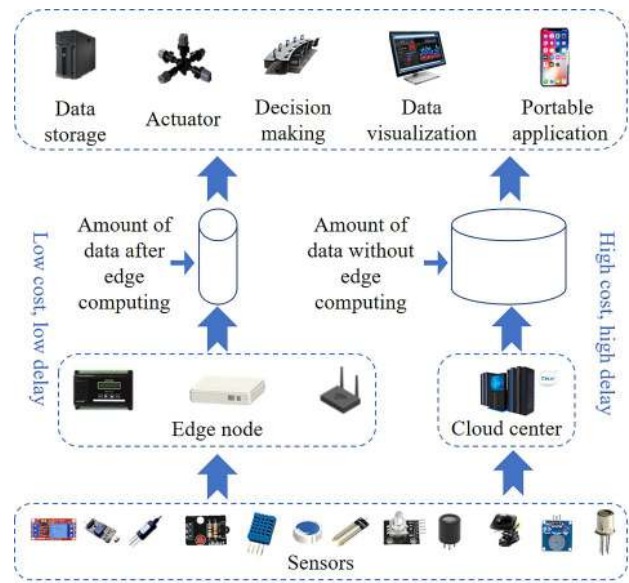 Data
storage
Actuator
Decision
making
Data
visualization
Portable
application
Low cost, low delay
Amount of
data after
edge
computing
Amount of
data without
edge
computing
High cost, high delay
Edge node
Cloud center
Sensors